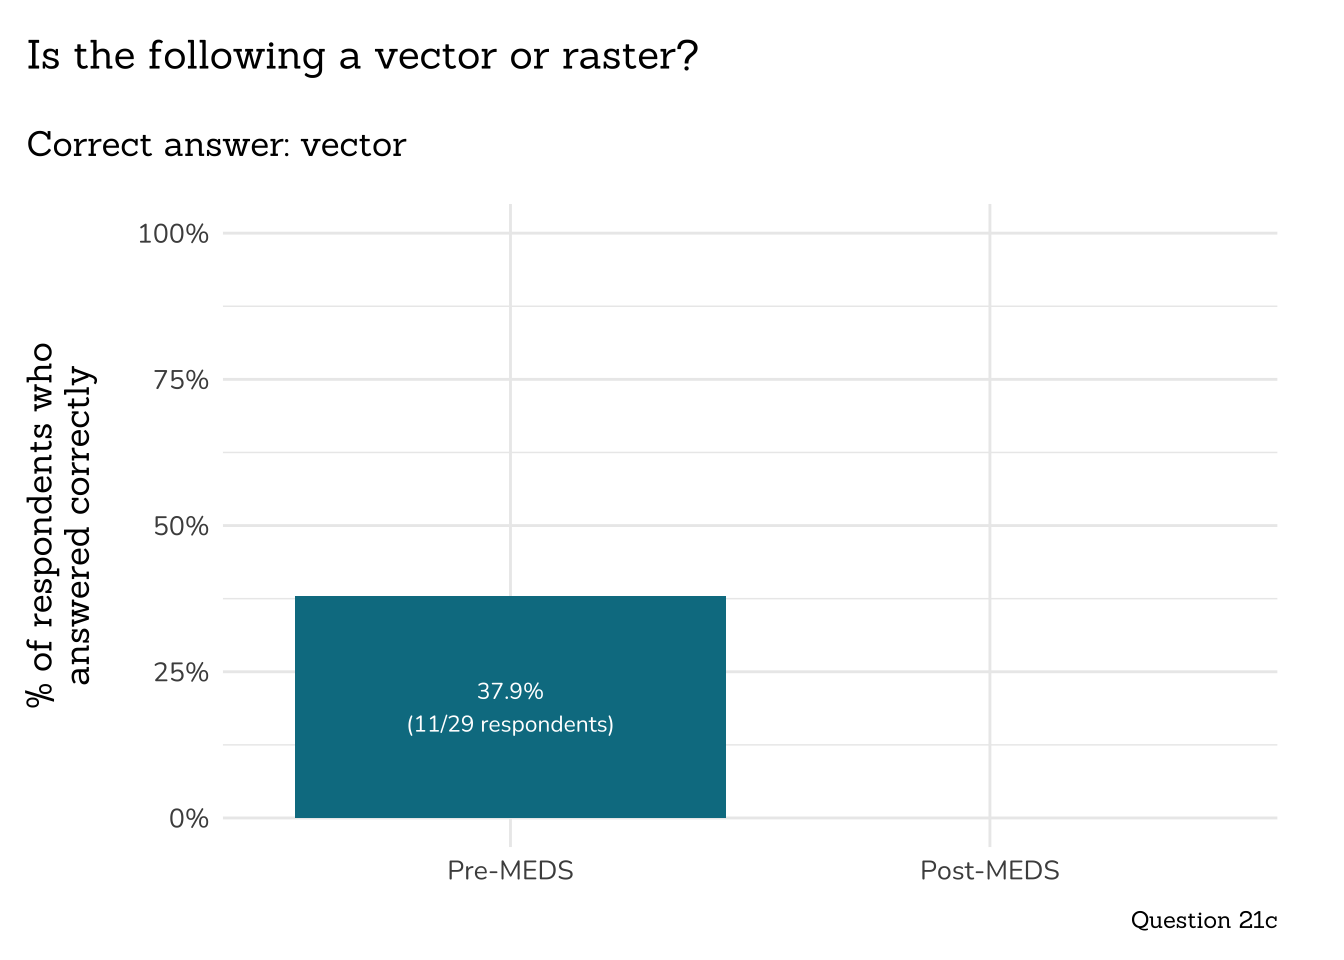 Is the following a vector or raster?
Correct answer: vector
% of respondents who
answered correctly
100%
75%
50%
25%
0%
37.9%
(11/29 respondents)
Pre-MEDS
Post-MEDS
Question 21c